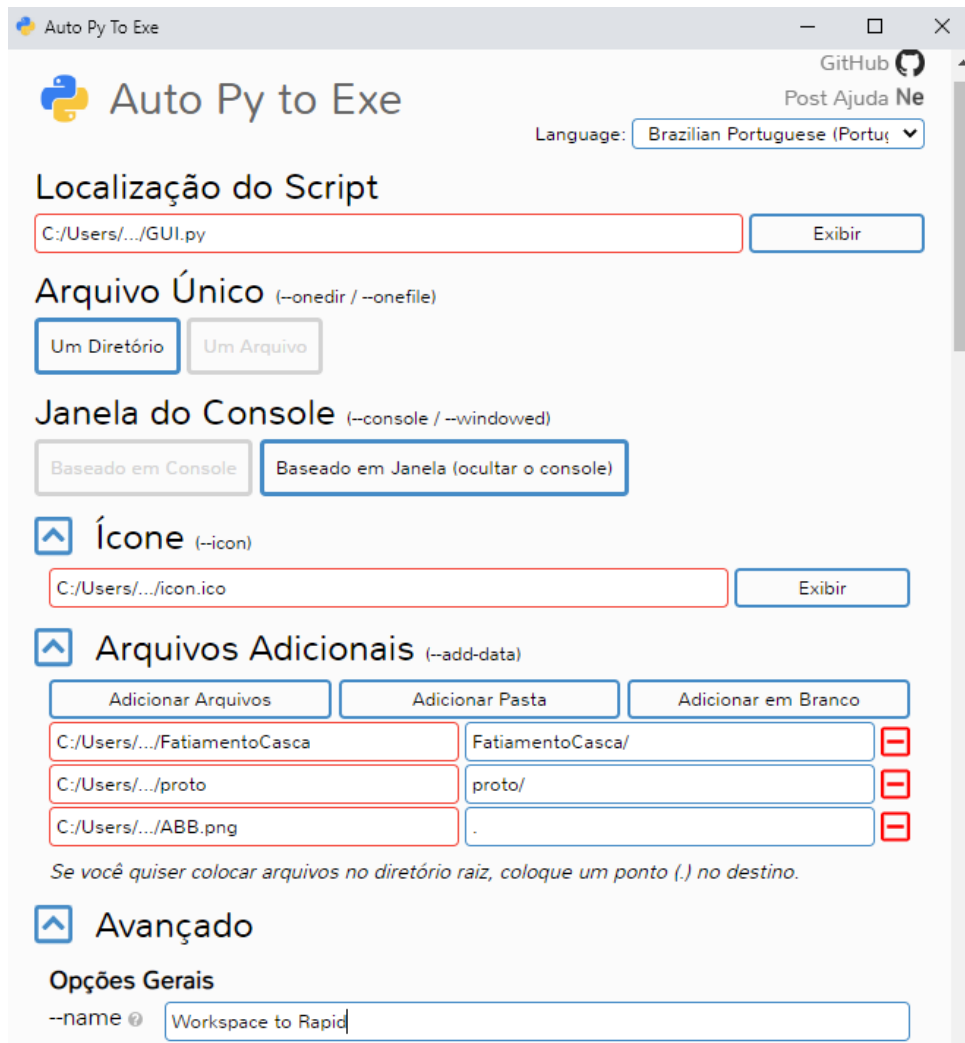 Auto Py To Exe
GitHub
Auto Py to Exe
Post Ajuda Ne
Language: Brazilian Portuguese (Portug
Localização do Script
C:/Users/.../GUI.py Exibir
Arquivo Único (--onedir / --onefile)
Um Diretório Um Arquivo
Janela do Console (--console / --windowed)
Baseado em Console Baseado em Janela (ocultar o console)
Ícone (--icon)
C:/Users/.../icon.ico Exibir
Arquivos Adicionais (--add-data)
Adicionar Arquivos Adicionar Pasta Adicionar em Branco
C:/Users/.../FatiamentoCasca FatiamentoCasca/
C:/Users/.../proto proto/
C:/Users/.../ABB.png .
Se você quiser colocar arquivos no diretório raiz, coloque um ponto (.) no destino.
Avançado
Opções Gerais
--name ? Workspace to Rapid